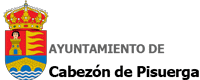 AYUNTAMIENTO DE
Cabezón de Pisuerga